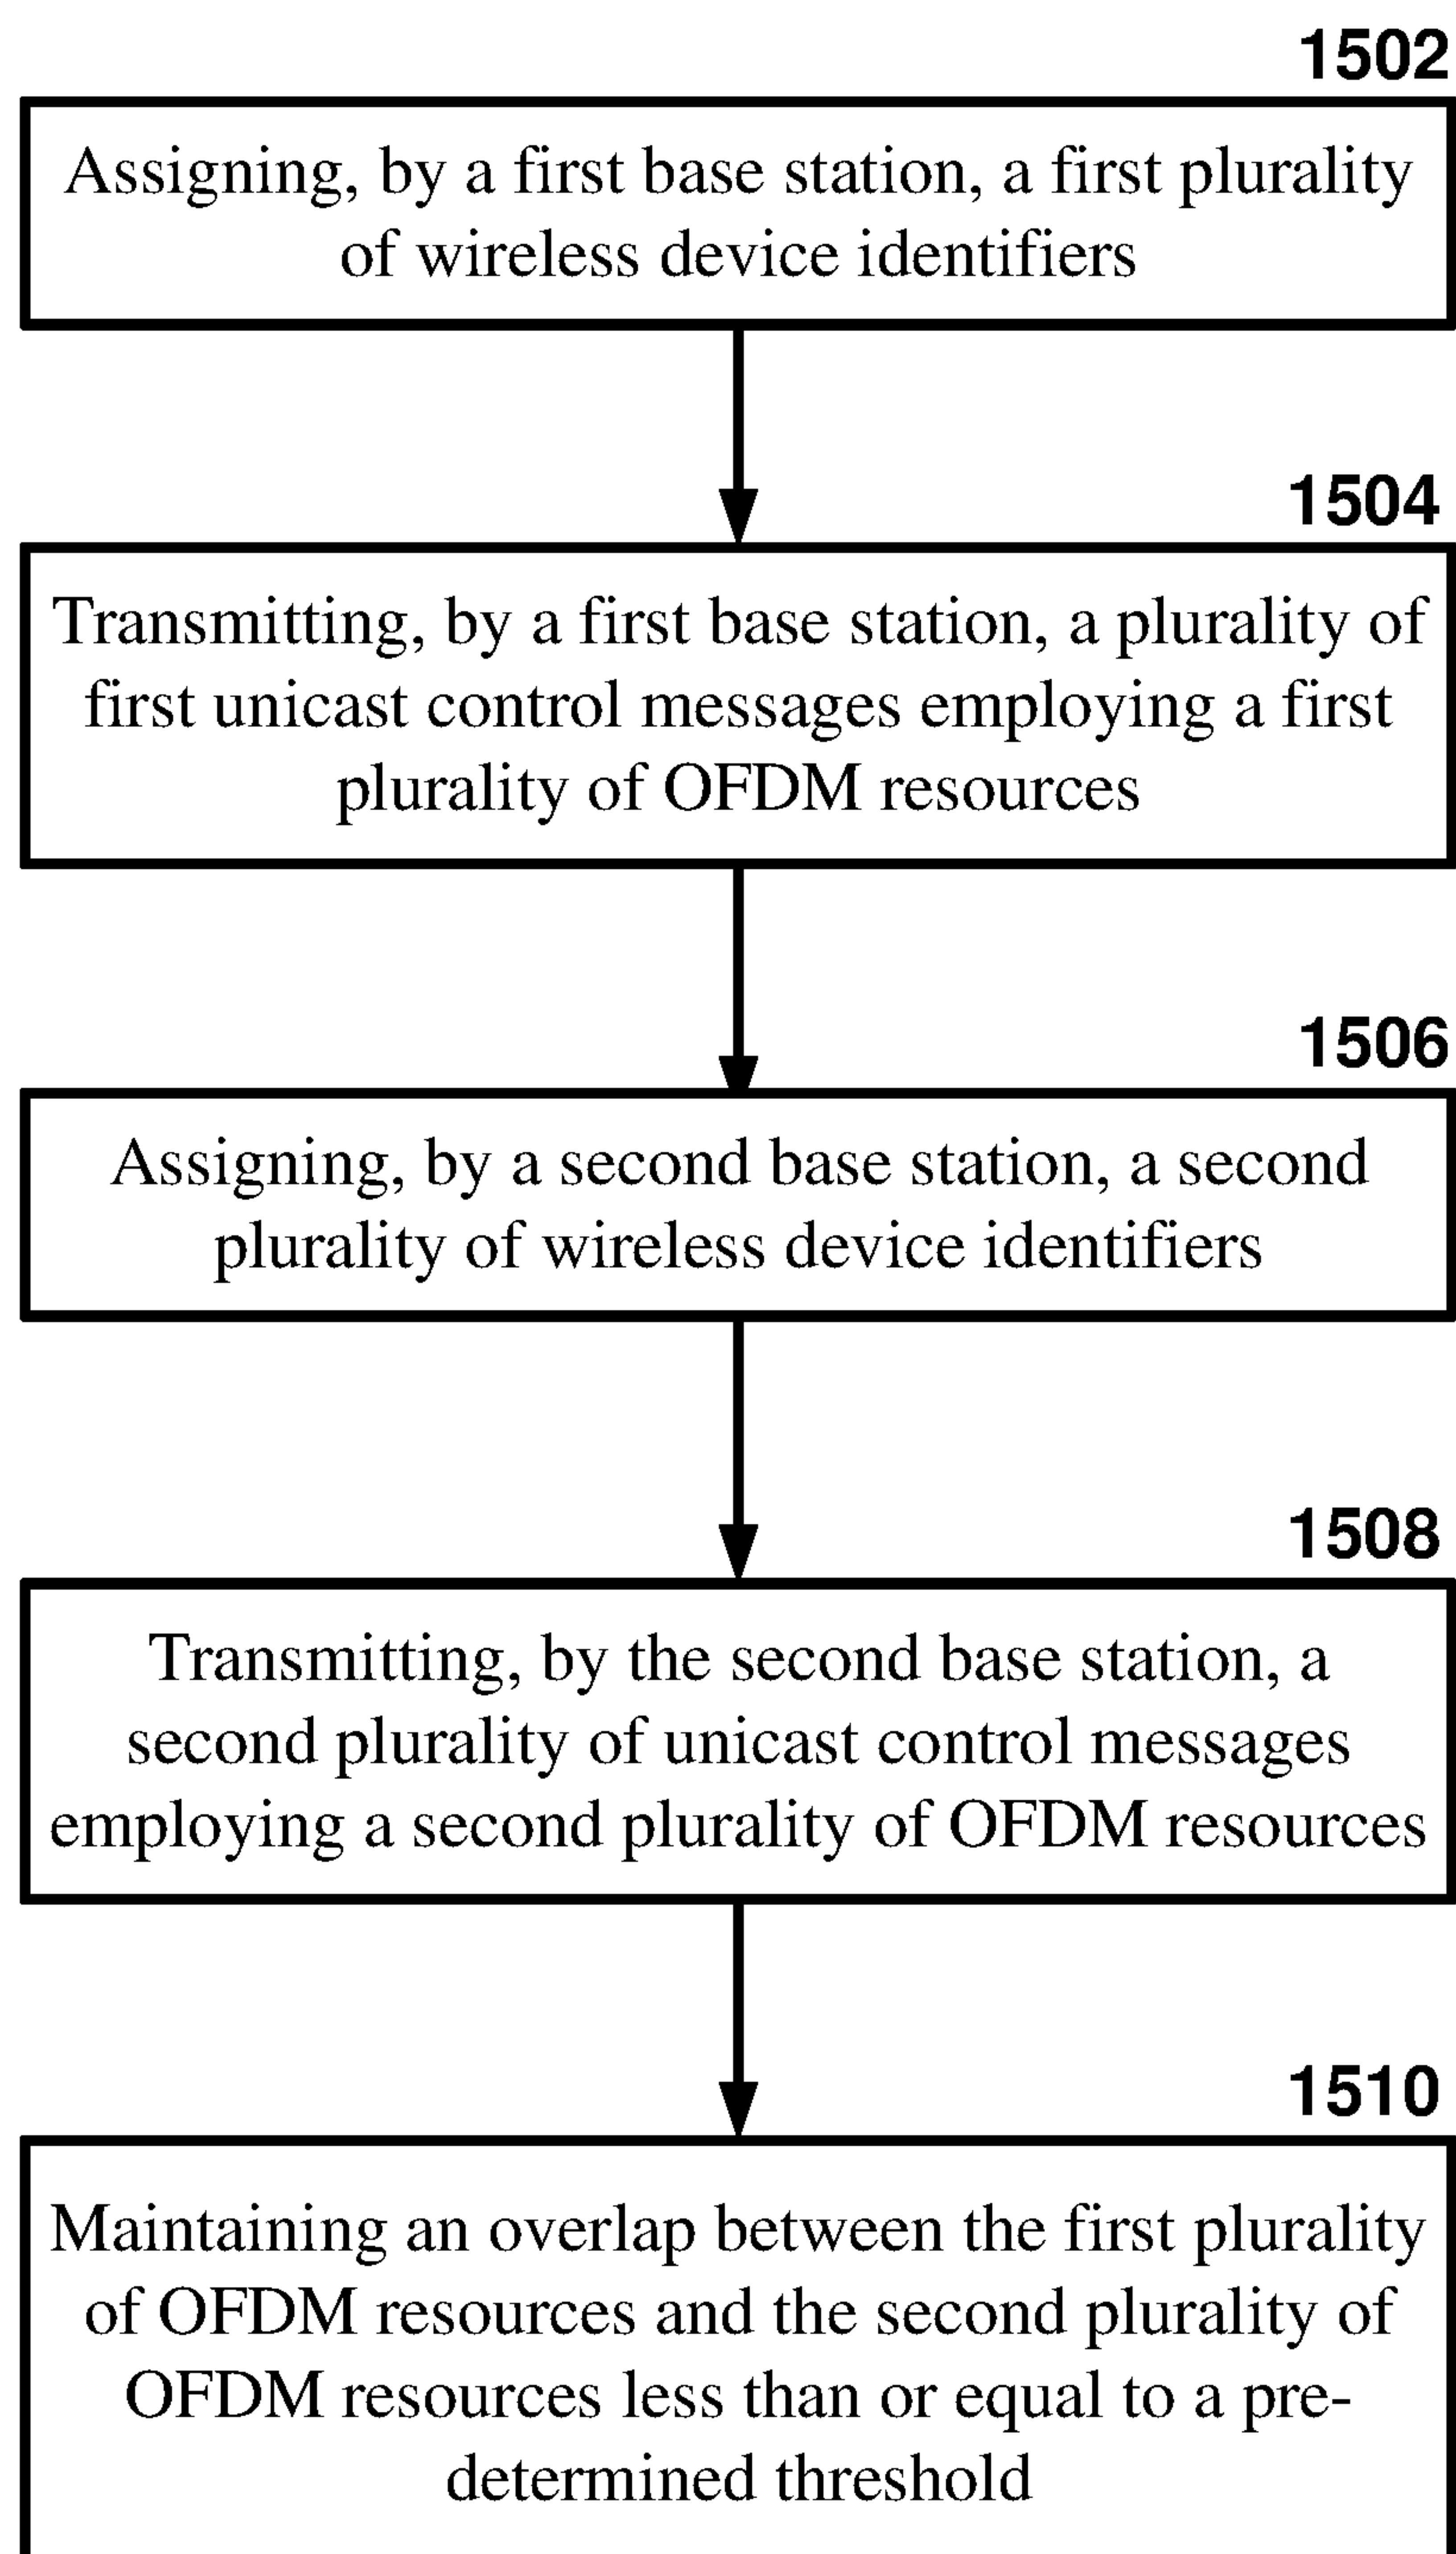 1502
Assigning, by a first base station, a first plurality
of wireless device identifiers
1504
Transmitting, by a first base station, a plurality of
first unicast control messages employing a first
plurality of OFDM resources
1506
Assigning, by a second base station, a second
plurality of wireless device identifiers
1508
Transmitting, by the second base station, a
second plurality of unicast control messages
employing a second plurality of OFDM resources
1510
Maintaining an overlap between the first plurality
of OFDM resources and the second plurality of
OFDM resources less than or equal to a pre-
determined threshold